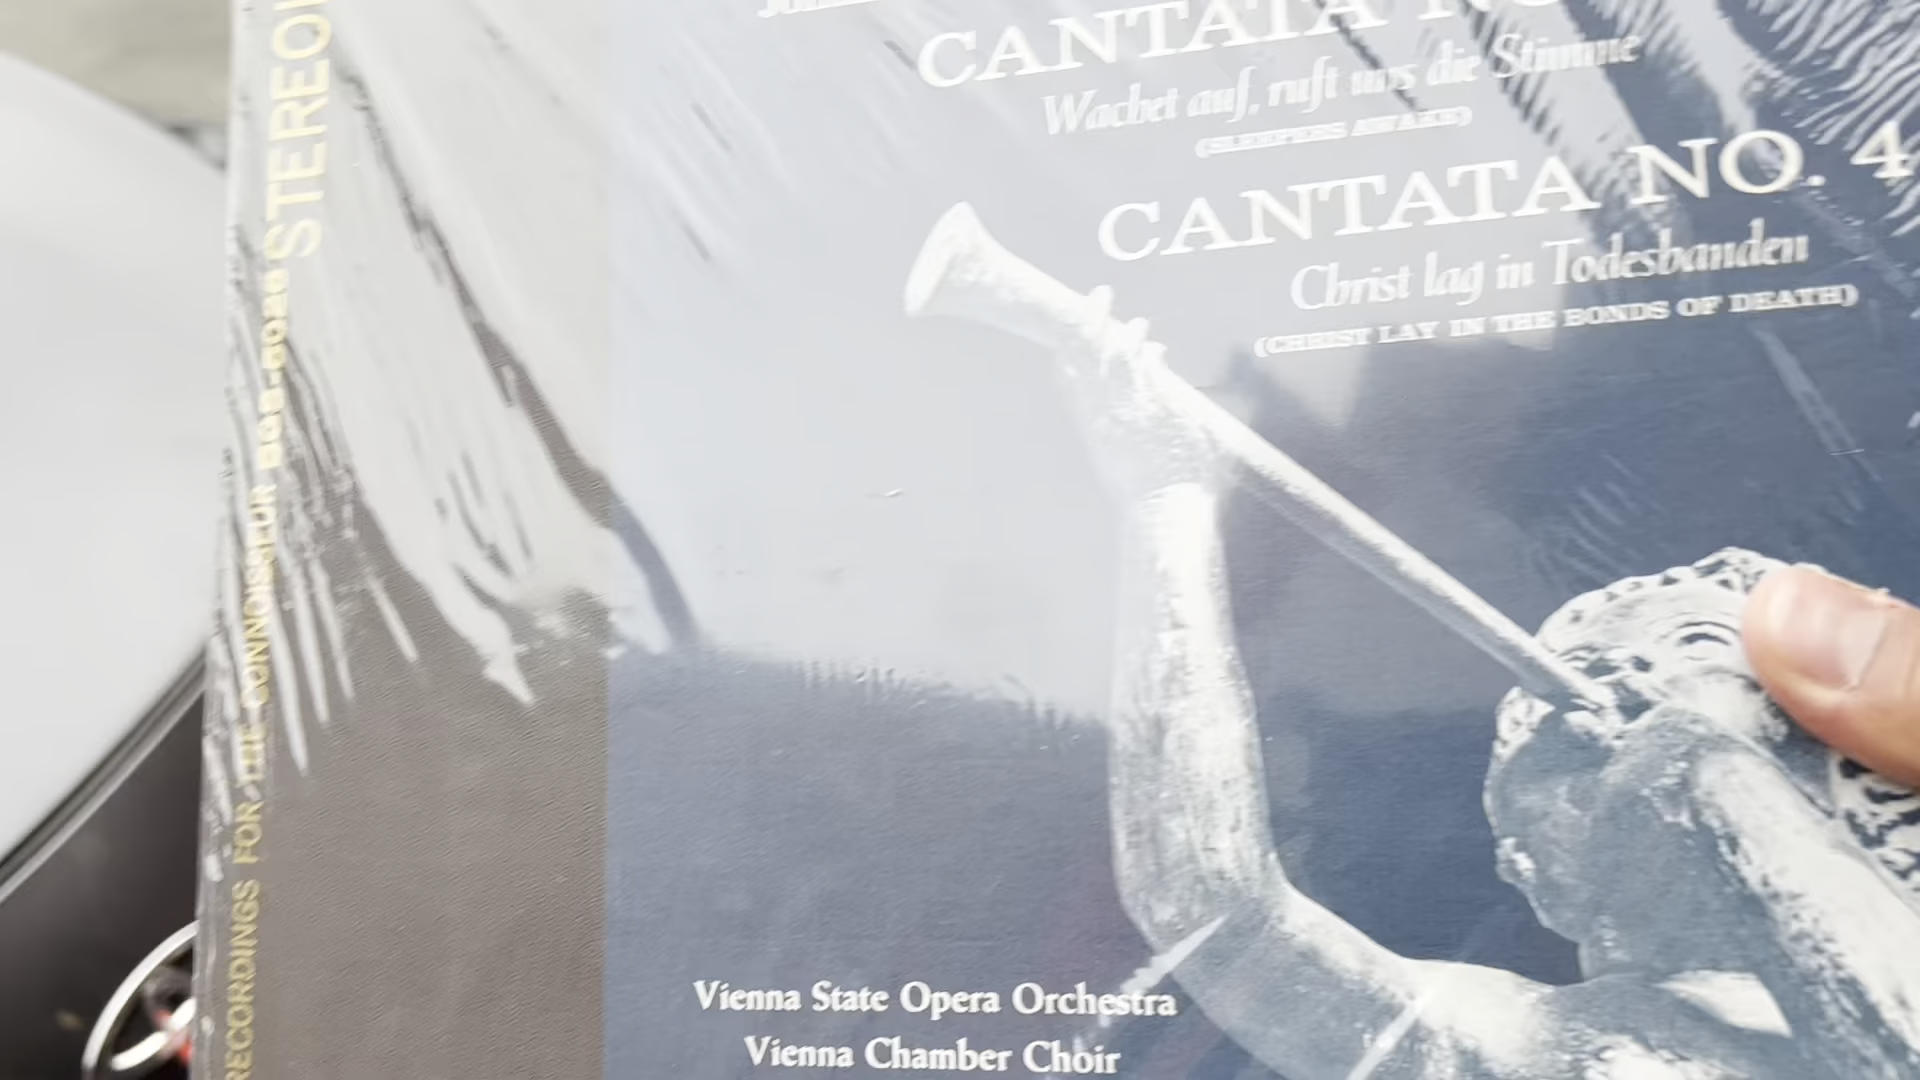 CANTATA NO
Wachet auf, ruft uns die Stimme
(SLEEPERS AWAKE)
CANTATA NO. 4
Christ lag in Todesbanden
(CHRIST LAY IN THE BONDS OF DEATH)
Vienna State Opera Orchestra
Vienna Chamber Choir
RECORDINGS FOR THE CONNOISSEUR